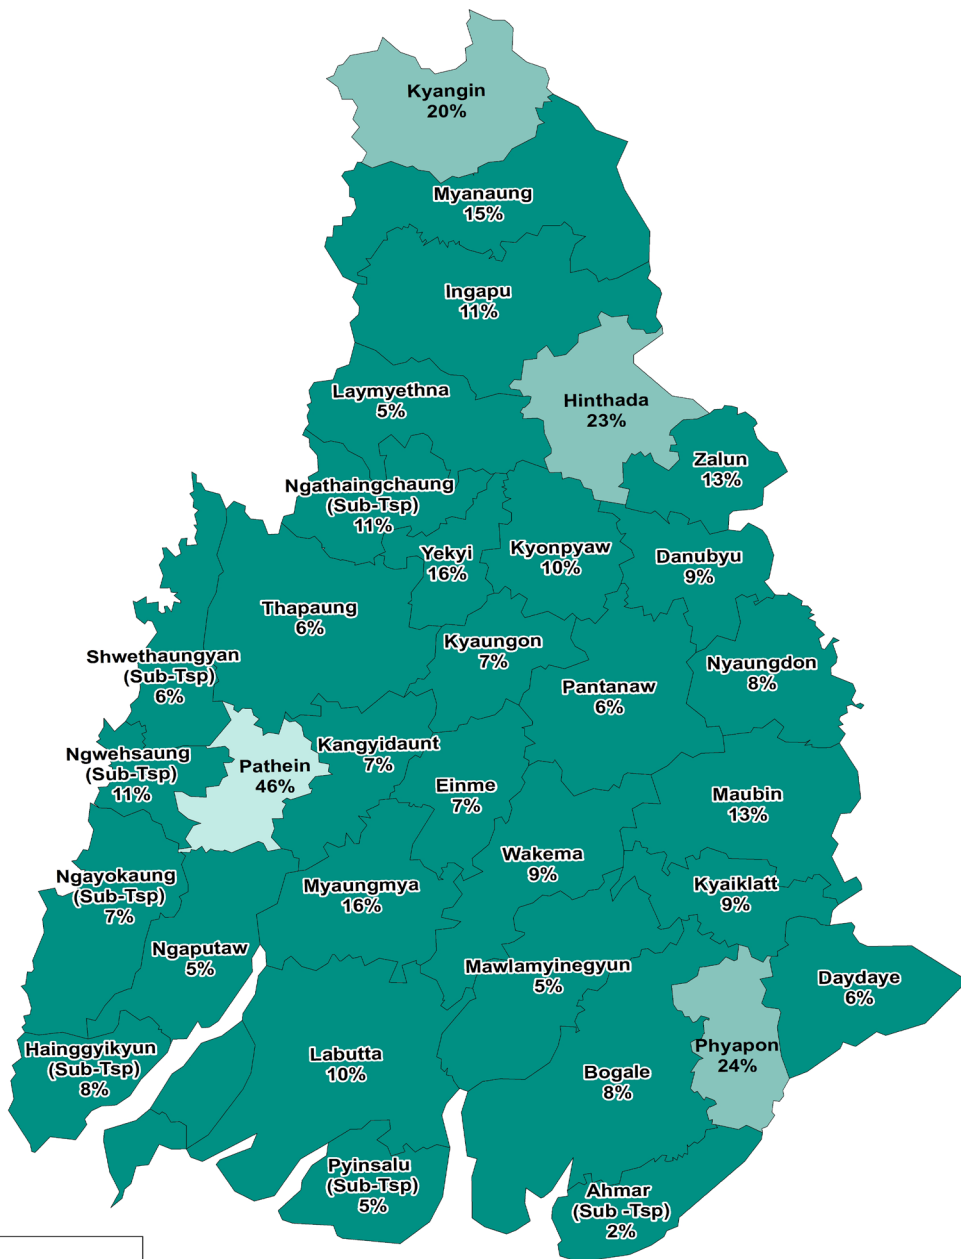 Kyangin
20%
Myanaung
15%
Ingapu
11%
Laymyethna
5%
Hinthada
23%
Zalun
13%
Ngathaingchaung
(Sub-Tsp)
11%
Yekyi
16%
Kyonpyaw
10%
Danubyu
9%
Thapaung
6%
Kyaungon
7%
Shwethaungyan
(Sub-Tsp)
6%
Pantanaw
6%
Nyaungdon
8%
Ngwehsaung
(Sub-Tsp)
11%
Pathein
46%
Kangyidaunt
7%
Einme
7%
Maubin
13%
Wakema
9%
Ngayokaung
(Sub-Tsp)
7%
Myaungmya
16%
Kyaiklatt
9%
Ngaputaw
5%
Mawlamyinegyun
5%
Daydaye
6%
Hainggyikyun
(Sub-Tsp)
8%
Labutta
10%
Bogale
8%
Phyapon
24%
Pyinsalu
(Sub-Tsp)
5%
Ahmar
(Sub -Tsp)
2%